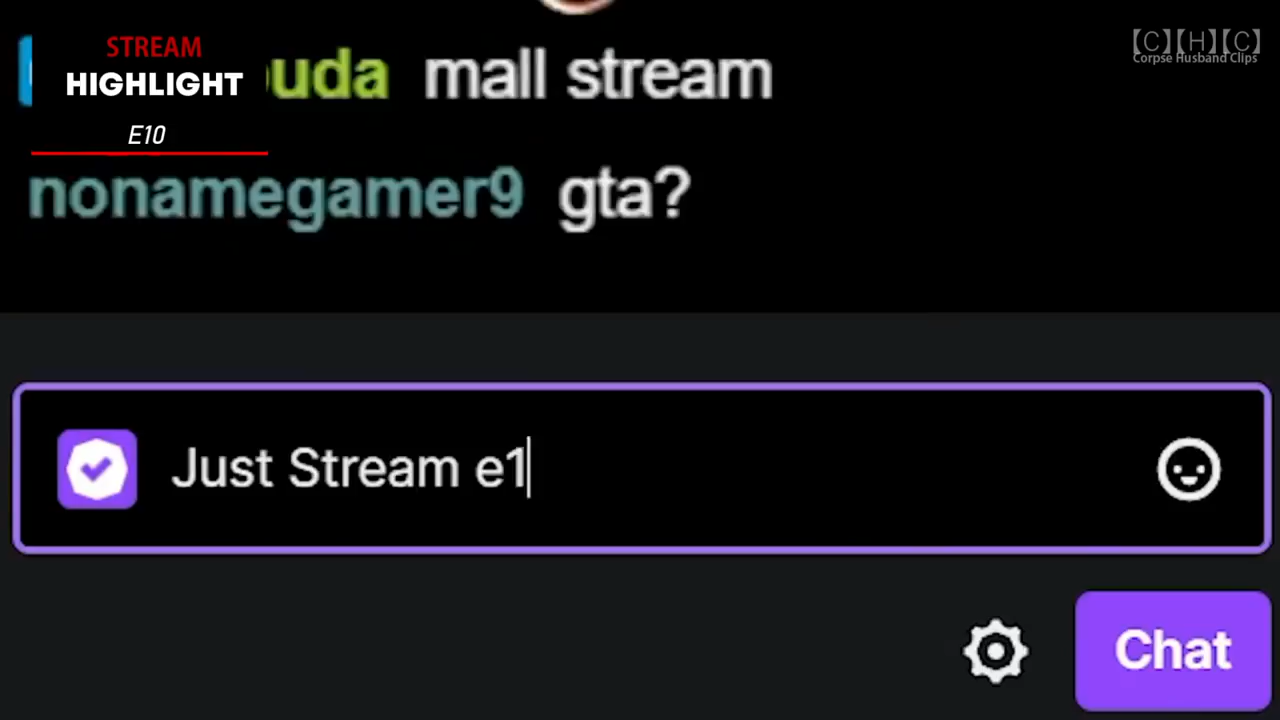 STREAM
HIGHLIGHT
E10
[C][H][C]
Corpse Husband Clips
uda mall stream
nonamegamer9 gta?
Just Stream e1
Chat